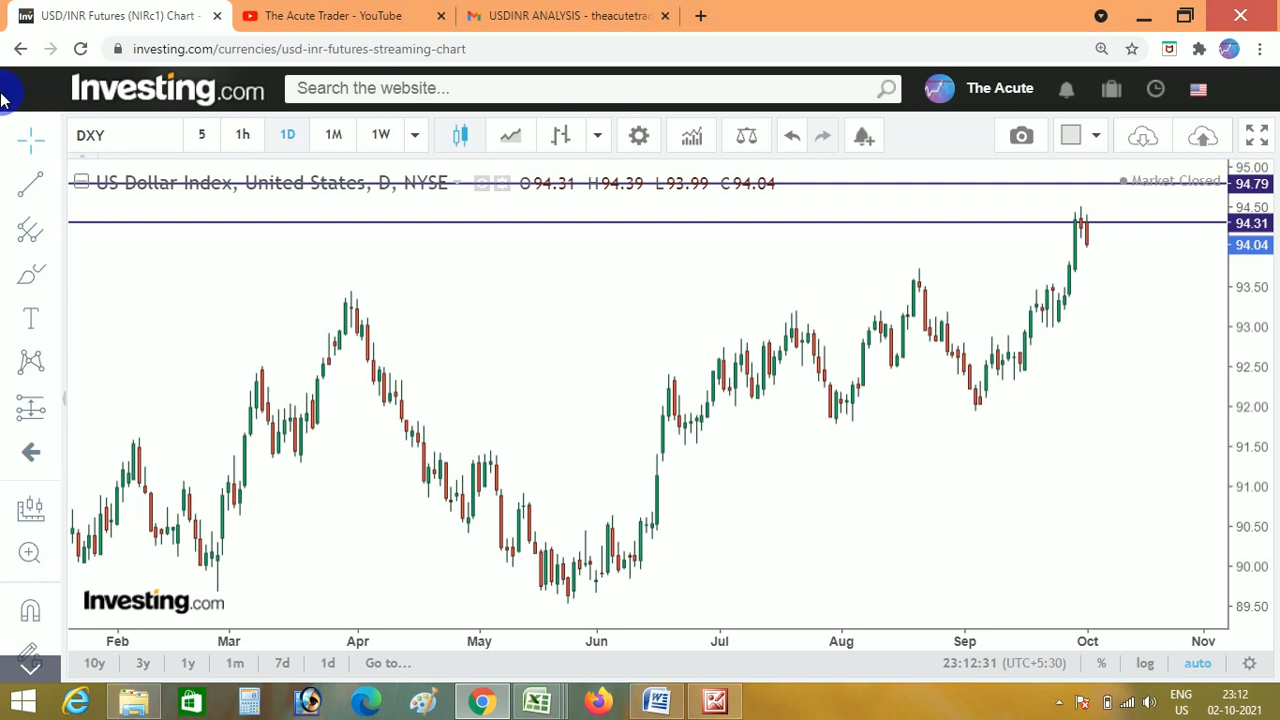 USD/INR Futures (NIRc1) Chart -
The Acute Trader - YouTube
USDINR ANALYSIS - theacutetra
investing.com/currencies/usd-inr-futures-streaming-chart
Investing.com
Search the website...
The Acute
DXY
5
1h
1D
1M
1W
US Dollar Index, United States, D, NYSE
O94.31 H94.39 L93.99 C94.04
Market Closed
95.00
94.79
94.50
94.31
94.04
93.50
93.00
92.50
92.00
91.50
91.00
90.50
90.00
89.50
Investing.com
Feb Mar Apr May Jun Jul Aug Sep Oct Nov
10y 3y 1y 1m 7d 1d Go to...
23:12:31 (UTC+5:30) % log auto
ENG
US
23:12
02-10-2021